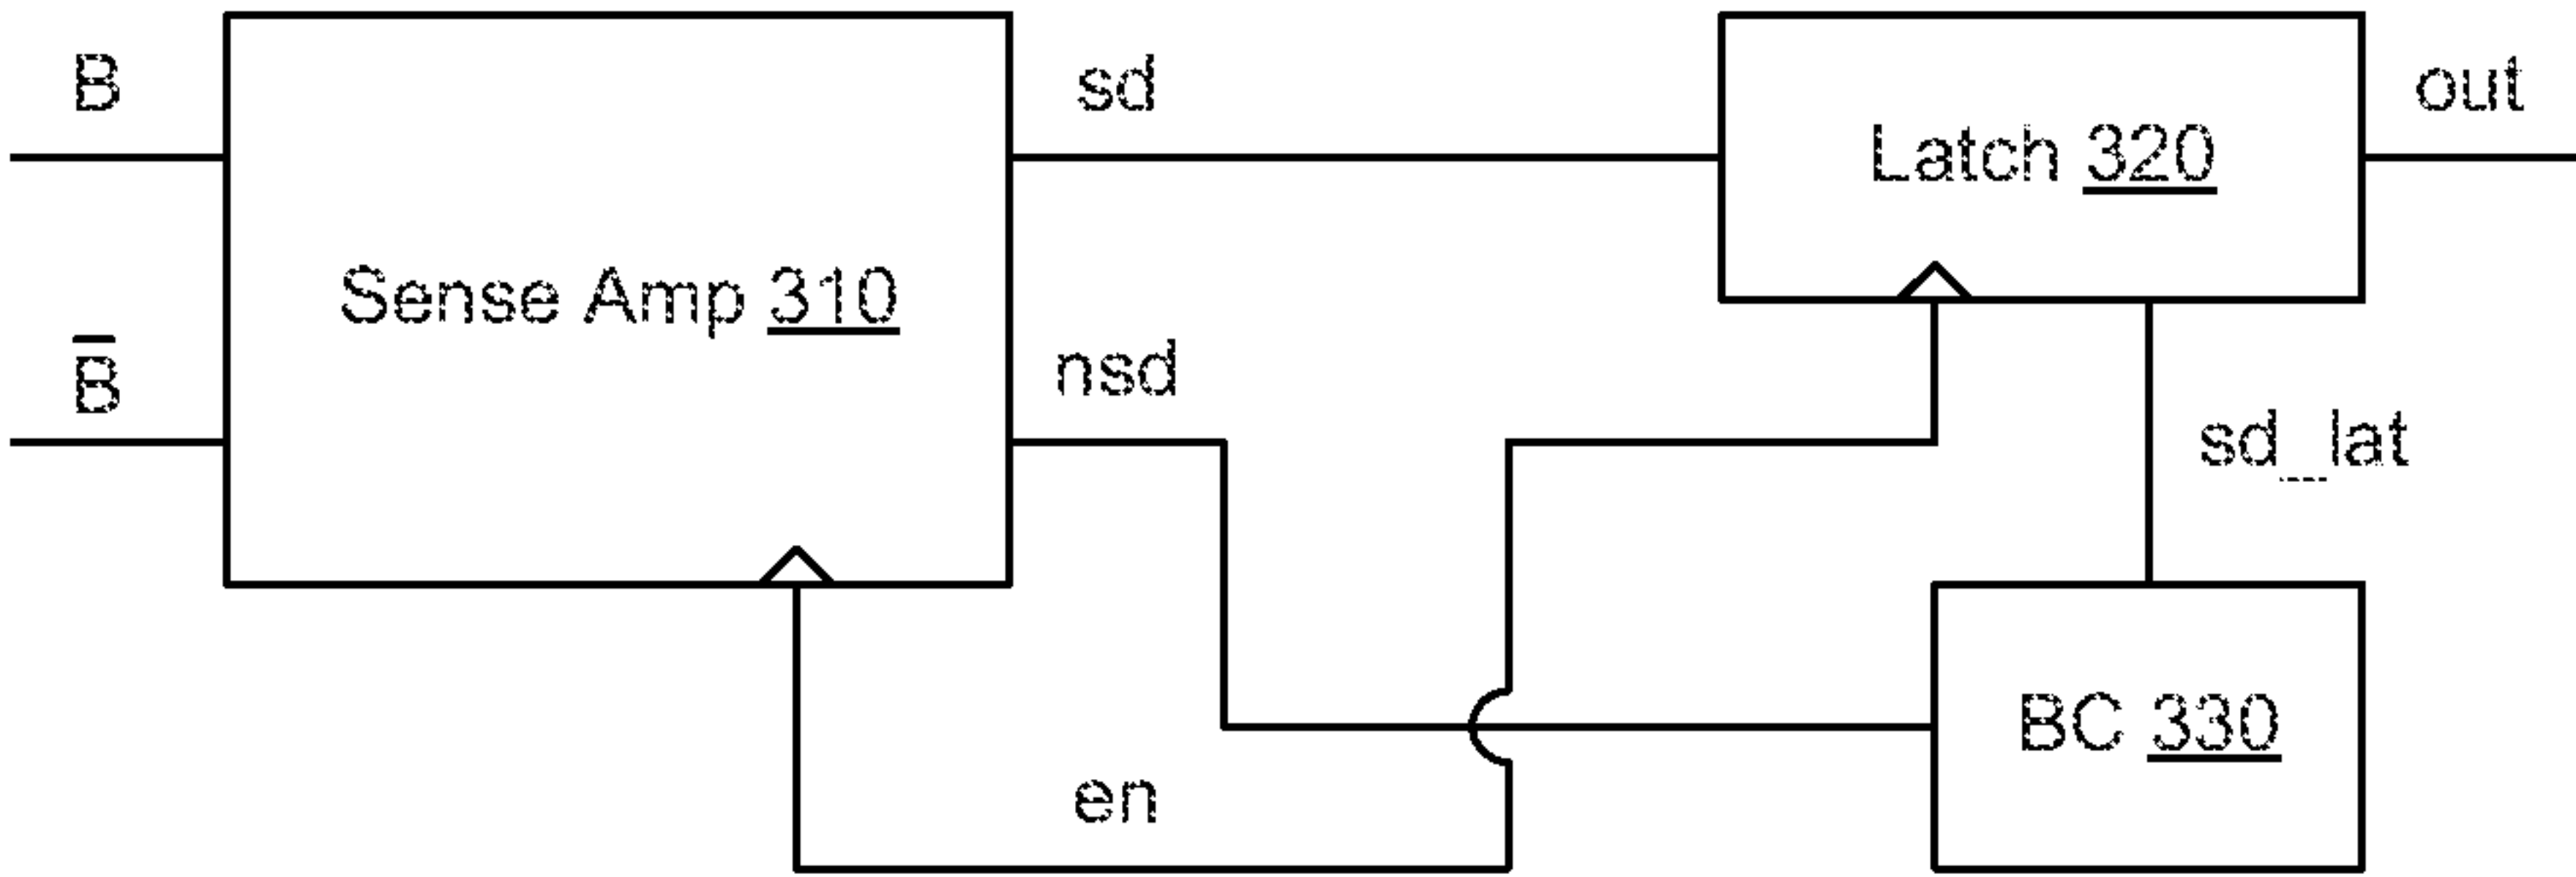 B
sd
out
Latch 320
Sense Amp 310
B̅
nsd
sd_lat
BC 330
en